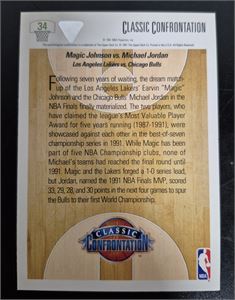 34
CLASSIC CONFRONTATION
Magic Johnson vs. Michael Jordan
Los Angeles Lakers vs. Chicago Bulls
Following seven years of waiting, the dream match-
up of the Los Angeles Lakers' Earvin "Magic"
Johnson and the Chicago Bulls' Michael Jordan in the
NBA Finals finally materialized. The two players, who
have claimed the league's Most Valuable Player
Award for five years running (1987-1991), were
showcased against each other in the best-of-seven
championship series in 1991. While Magic has been
part of five NBA Championship clubs, none of
Michael's teams had reached the final round until
1991. Magic and the Lakers forged a 1-0 series lead,
but Jordan, named the 1991 NBA Finals MVP, scored
33, 29, 28, and 30 points in the next four games to spur
the Bulls to their first World Championship.
CLASSIC
CONFRONTATION
NBA